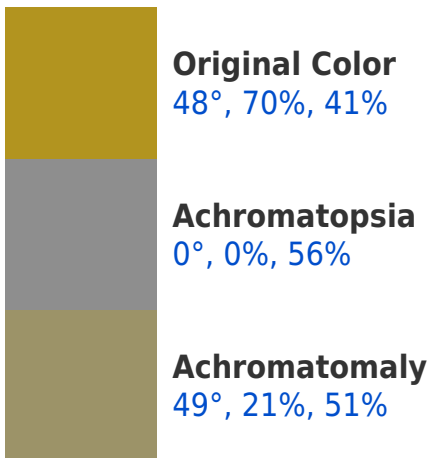 Original Color
48°, 70%, 41%
Achromatopsia
0°, 0%, 56%
Achromatomaly
49°, 21%, 51%